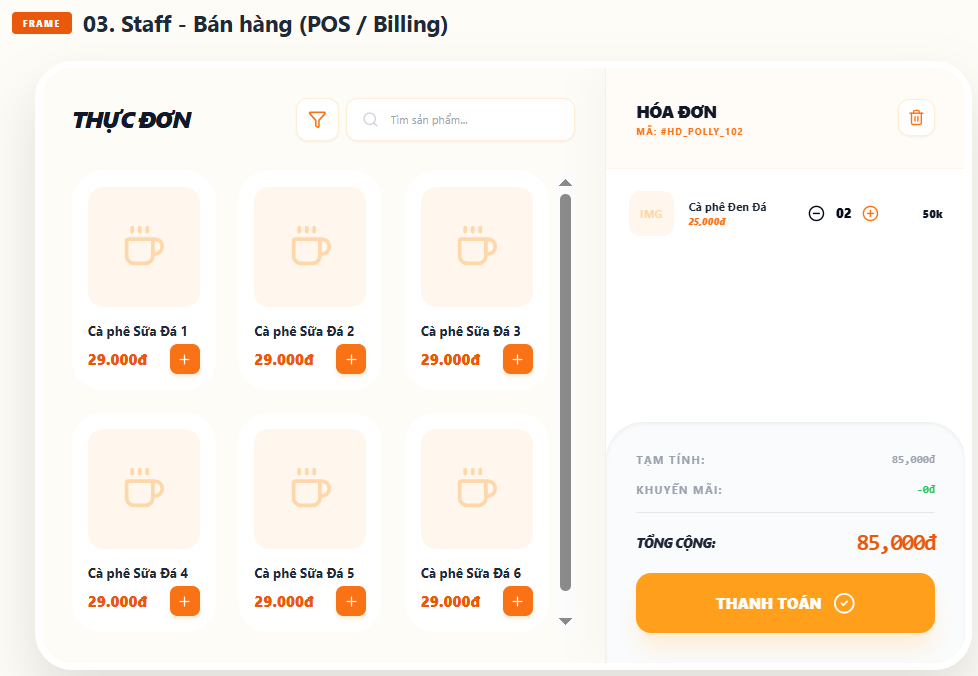 FRAME 03. Staff - Bán hàng (POS / Billing)
THỰC ĐƠN
Tìm sản phẩm...
Cà phê Sữa Đá 1
29.000đ
Cà phê Sữa Đá 2
29.000đ
Cà phê Sữa Đá 3
29.000đ
Cà phê Sữa Đá 4
29.000đ
Cà phê Sữa Đá 5
29.000đ
Cà phê Sữa Đá 6
29.000đ
HÓA ĐƠN
MÃ: #HD_POLLY_102
IMG
Cà phê Đen Đá
25,000đ
02
50k
TẠM TÍNH: 85,000đ
KHUYẾN MÃI: -0đ
TỔNG CỘNG: 85,000đ
THANH TOÁN